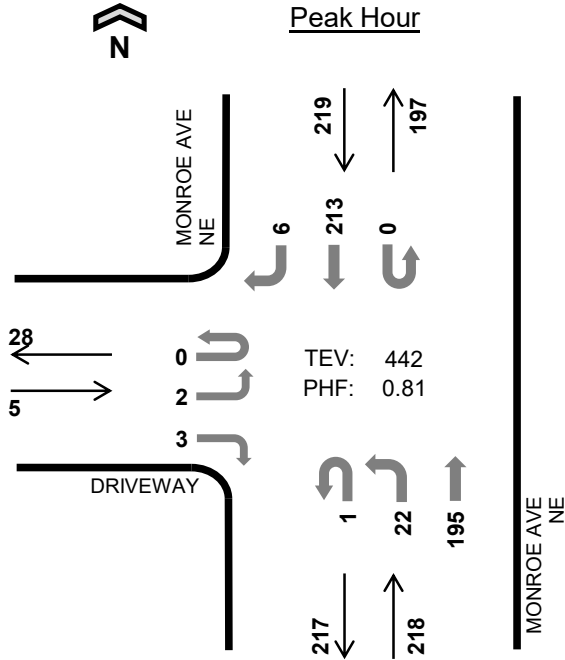 Peak Hour
N
MONROE AVE
NE
219
197
6
213
0
28
5
0
2
3
TEV: 442
PHF: 0.81
DRIVEWAY
1
22
195
MONROE AVE
NE
217
218